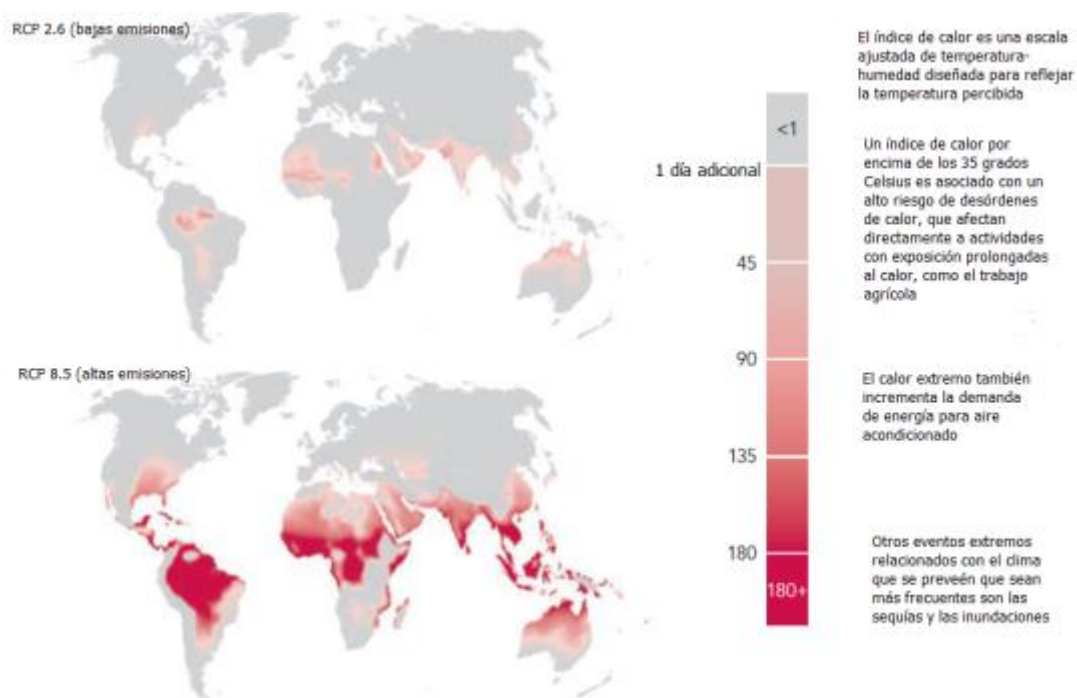 RCP 2.6 (bajas emisiones)
RCP 8.5 (altas emisiones)
<1
1 día adicional
45
90
135
180
180+
El índice de calor es una escala
ajustada de temperatura-
humedad diseñada para reflejar
la temperatura percibida
Un índice de calor por
encima de los 35 grados
Celsius es asociado con un
alto riesgo de desórdenes
de calor, que afectan
directamente a actividades
con exposición prolongadas
al calor, como el trabajo
agrícola
El calor extremo también
incrementa la demanda
de energía para aire
acondicionado
Otros eventos extremos
relacionados con el clima
que se preveén que sean
más frecuentes son las
sequías y las inundaciones